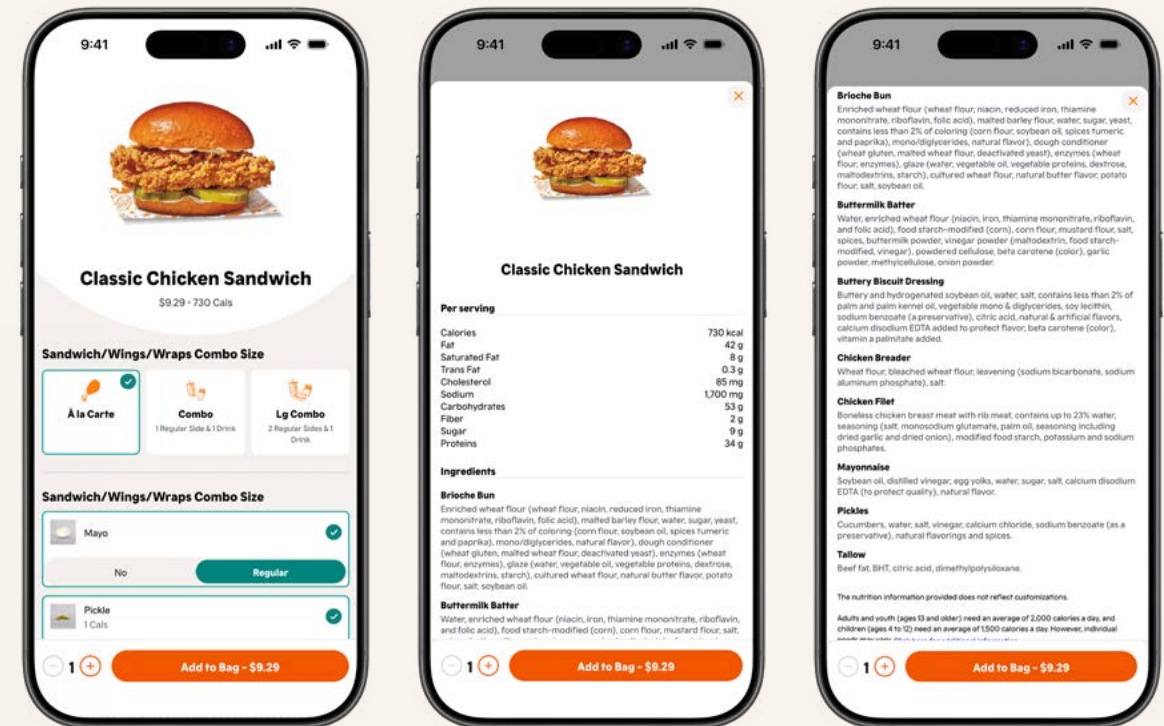 9:41
Classic Chicken Sandwich
$9.29 • 730 Cals
Sandwich/Wings/Wraps Combo Size
À la Carte
Combo
1 Regular Side & 1 Drink
Lg Combo
2 Regular Sides & 1
Drink
Sandwich/Wings/Wraps Combo Size
Mayo
No
Regular
Pickle
1 Cals
1
Add to Bag - $9.29
9:41
Classic Chicken Sandwich
Per serving
Calories 730 kcal
Fat 42 g
Saturated Fat 8 g
Trans Fat 0.3 g
Cholesterol 85 mg
Sodium 1,700 mg
Carbohydrates 53 g
Fiber 2 g
Sugar 9 g
Proteins 34 g
Ingredients
Brioche Bun
Enriched wheat flour (wheat flour, niacin, reduced iron, thiamine
mononitrate, riboflavin, folic acid), malted barley flour, water, sugar, yeast,
contains less than 2% of coloring (corn flour, soybean oil, spices tumeric
and paprika), mono/diglycerides, natural flavor), dough conditioner
(wheat gluten, malted wheat flour, deactivated yeast), enzymes (wheat
flour, enzymes), glaze (water, vegetable oil, vegetable proteins, dextrose,
maltodextrins, starch), cultured wheat flour, natural butter flavor, potato
flour, salt, soybean oil.
Buttermilk Batter
Water, enriched wheat flour (niacin, iron, thiamine mononitrate, riboflavin,
and folic acid), food starch-modified (corn), corn flour, mustard flour, salt,
1
Add to Bag - $9.29
9:41
Brioche Bun
Enriched wheat flour (wheat flour, niacin, reduced iron, thiamine
mononitrate, riboflavin, folic acid), malted barley flour, water, sugar, yeast,
contains less than 2% of coloring (corn flour, soybean oil, spices tumeric
and paprika), mono/diglycerides, natural flavor), dough conditioner
(wheat gluten, malted wheat flour, deactivated yeast), enzymes (wheat
flour, enzymes), glaze (water, vegetable oil, vegetable proteins, dextrose,
maltodextrins, starch), cultured wheat flour, natural butter flavor, potato
flour, salt, soybean oil.
Buttermilk Batter
Water, enriched wheat flour (niacin, iron, thiamine mononitrate, riboflavin,
and folic acid), food starch-modified (corn), corn flour, mustard flour, salt,
spices, buttermilk powder, vinegar powder (maltodextrin, food starch-
modified, vinegar), powdered cellulose, beta carotene (color), garlic
powder, methylcellulose, onion powder.
Buttery Biscuit Dressing
Buttery and hydrogenated soybean oil, water, salt, contains less than 2% of
palm and palm kernel oil, vegetable mono & diglycerides, soy lecithin,
sodium benzoate (a preservative), citric acid, natural & artificial flavors,
calcium disodium EDTA added to protect flavor, beta carotene (color),
vitamin a palmitate added.
Chicken Breader
Wheat flour, bleached wheat flour, leavening (sodium bicarbonate, sodium
aluminum phosphate), salt.
Chicken Filet
Boneless chicken breast meat with rib meat, contains up to 23% water,
seasoning (salt, monosodium glutamate, palm oil, seasoning including
dried garlic and dried onion), modified food starch, potassium and sodium
phosphates.
Mayonnaise
Soybean oil, distilled vinegar, egg yolks, water, sugar, salt, calcium disodium
EDTA (to protect quality), natural flavor.
Pickles
Cucumbers, water, salt, vinegar, calcium chloride, sodium benzoate (as a
preservative), natural flavorings and spices.
Tallow
Beef fat, BHT, citric acid, dimethylpolysiloxane.
The nutrition information provided does not reflect customizations.
Adults and youth (ages 13 and older) need an average of 2,000 calories a day, and
children (ages 4 to 12) need an average of 1,500 calories a day. However, individual
1
Add to Bag - $9.29